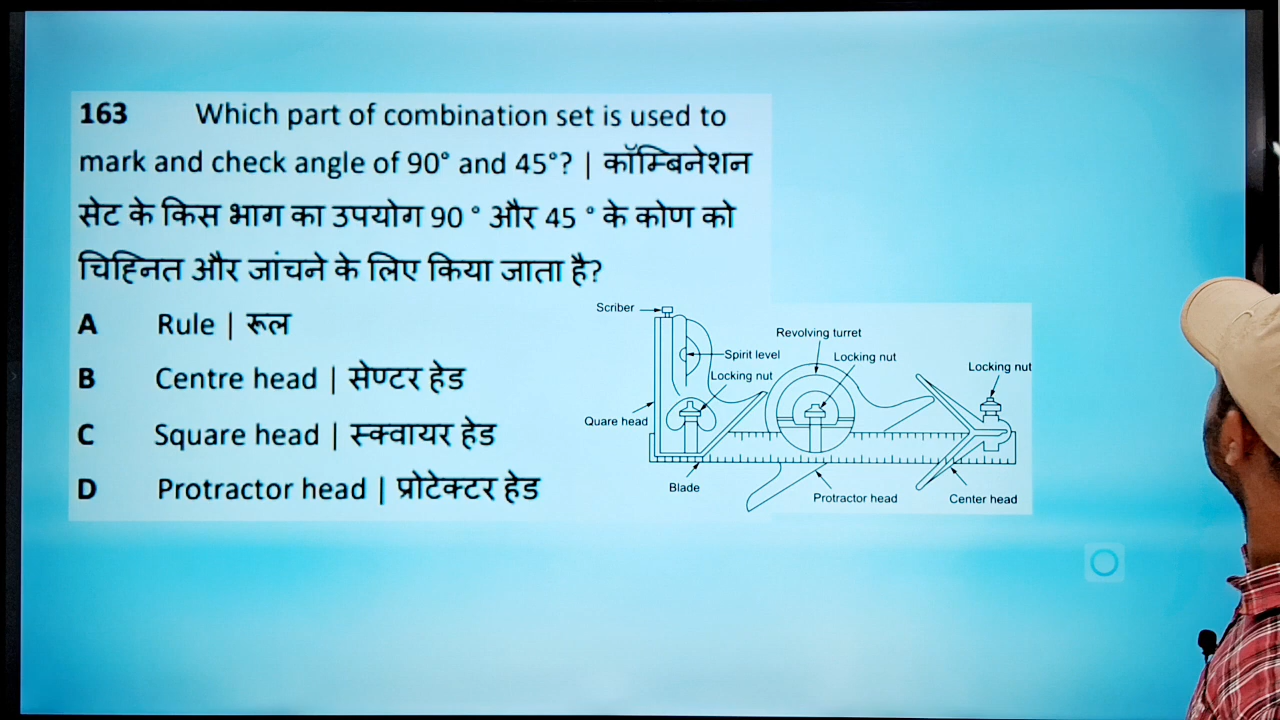 163 Which part of combination set is used to
mark and check angle of 90° and 45°? | कॉम्बिनेशन
सेट के किस भाग का उपयोग 90 ° और 45 ° के कोण को
चिह्नित और जांचने के लिए किया जाता है?
A Rule | रूल
B Centre head | सेण्टर हेड
C Square head | स्क्वायर हेड
D Protractor head | प्रोटेक्टर हेड
Scriber
Revolving turret
Spirit level
Locking nut
Locking nut
Locking nut
Quare head
Blade
Protractor head
Center head